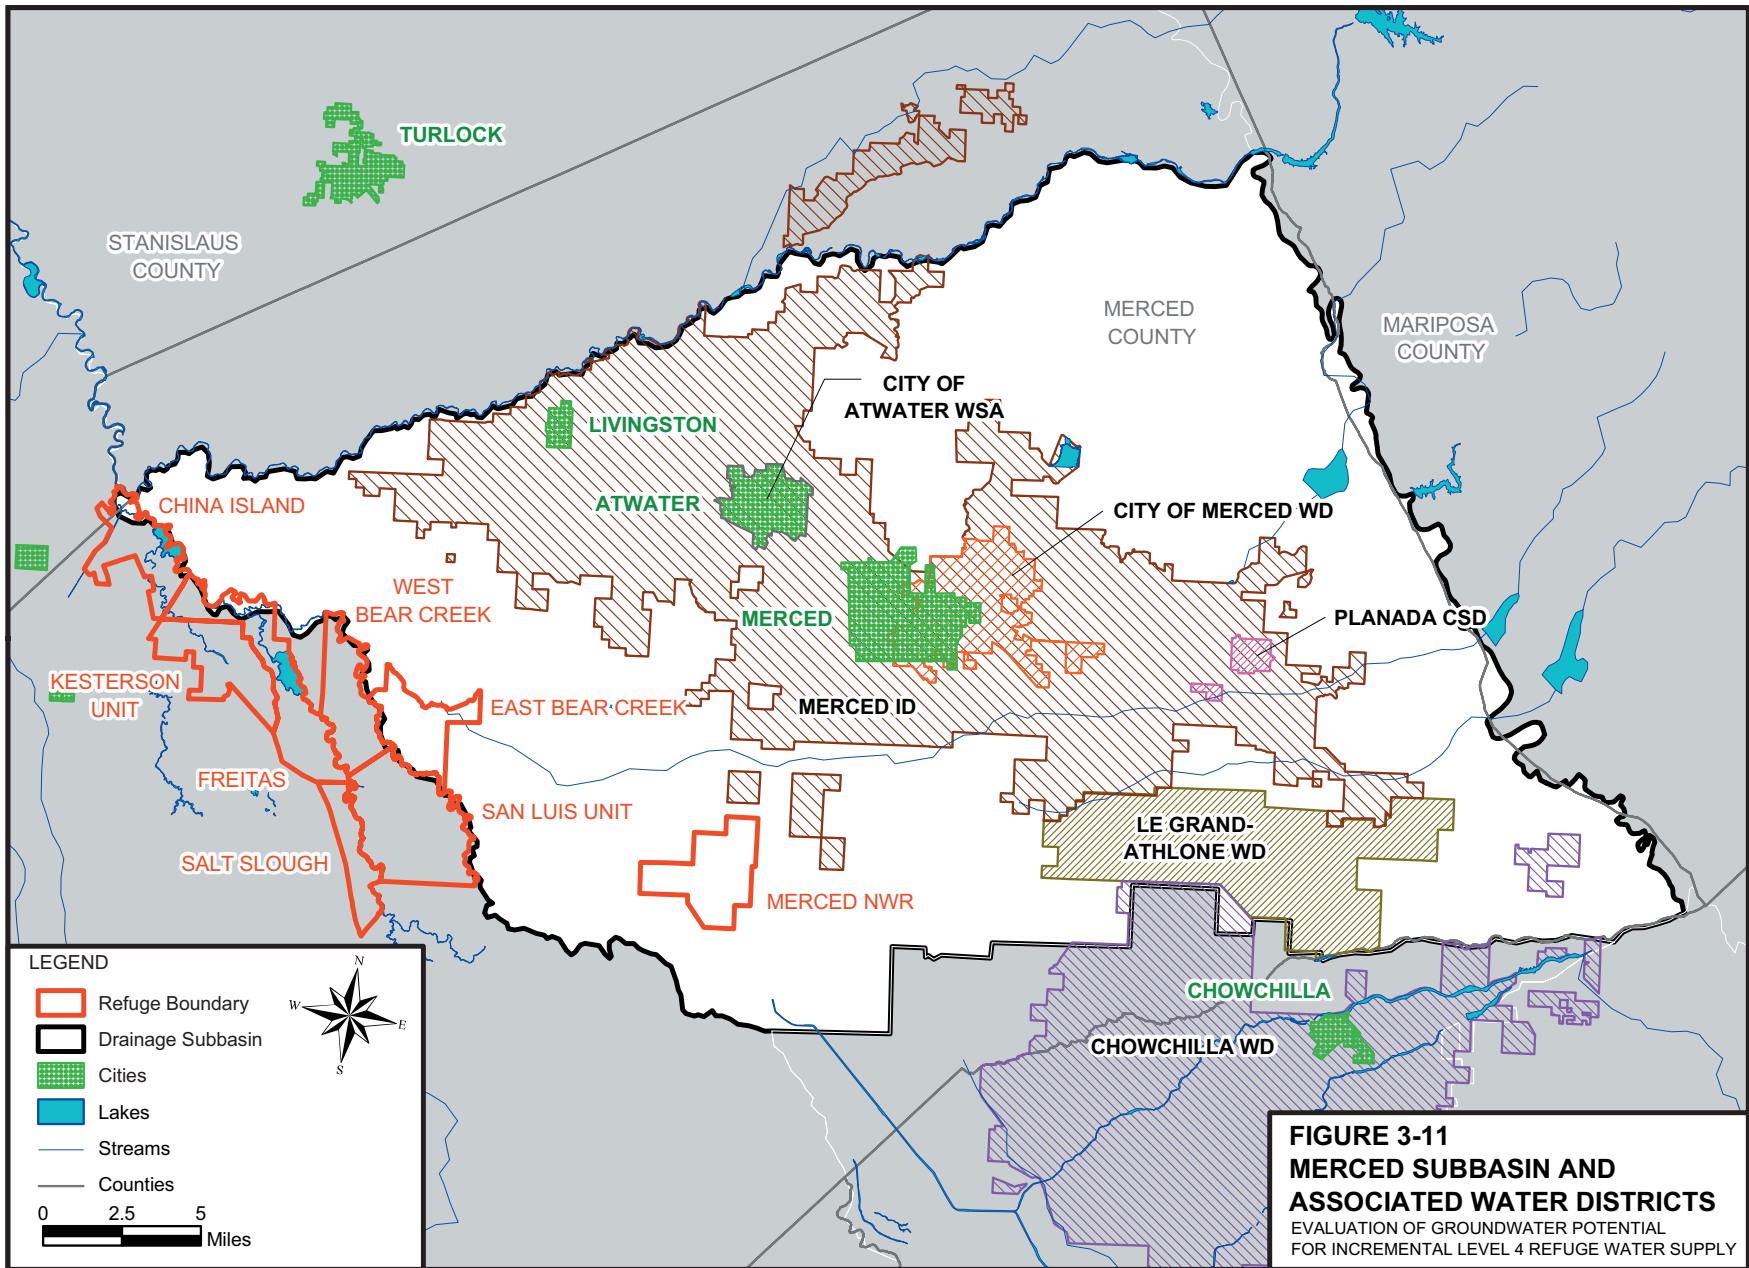 TURLOCK
STANISLAUS
COUNTY
MERCED
COUNTY
MARIPOSA
COUNTY
CITY OF
ATWATER WSA
LIVINGSTON
ATWATER
CHINA ISLAND
CITY OF MERCED WD
WEST
BEAR CREEK
MERCED
PLANADA CSD
KESTERSON
UNIT
EAST BEAR CREEK
MERCED ID
FREITAS
SAN LUIS UNIT
LE GRAND-
ATHLONE WD
SALT SLOUGH
MERCED NWR
CHOWCHILLA
CHOWCHILLA WD
LEGEND
N
W
E
S
Refuge Boundary
Drainage Subbasin
Cities
Lakes
Streams
Counties
0 2.5 5
Miles
FIGURE 3-11
MERCED SUBBASIN AND
ASSOCIATED WATER DISTRICTS
EVALUATION OF GROUNDWATER POTENTIAL
FOR INCREMENTAL LEVEL 4 REFUGE WATER SUPPLY